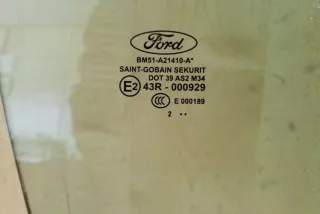 Ford
BM51-A21410-A*
SAINT-GOBAIN SEKURIT
DOT 39 AS2 M34
E2 43R - 000929
CCC E 000189
2 ..